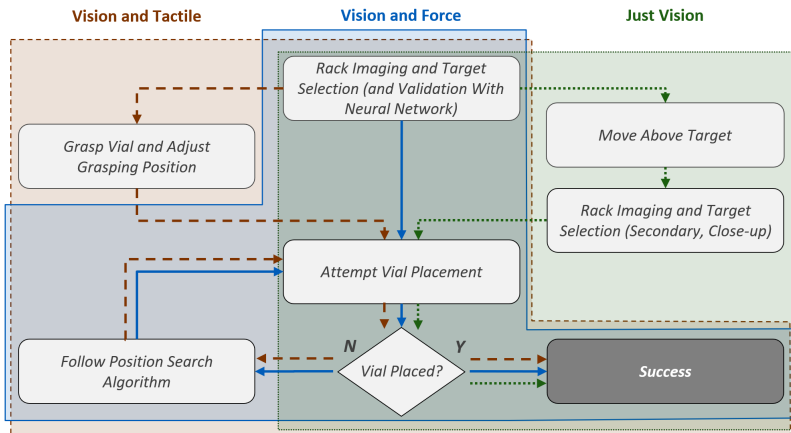 Vision and Tactile
Vision and Force
Just Vision
Rack Imaging and Target
Selection (and Validation With
Neural Network)
Grasp Vial and Adjust
Grasping Position
Move Above Target
Rack Imaging and Target
Selection (Secondary, Close-up)
Attempt Vial Placement
N
Y
Follow Position Search
Algorithm
Vial Placed?
Success